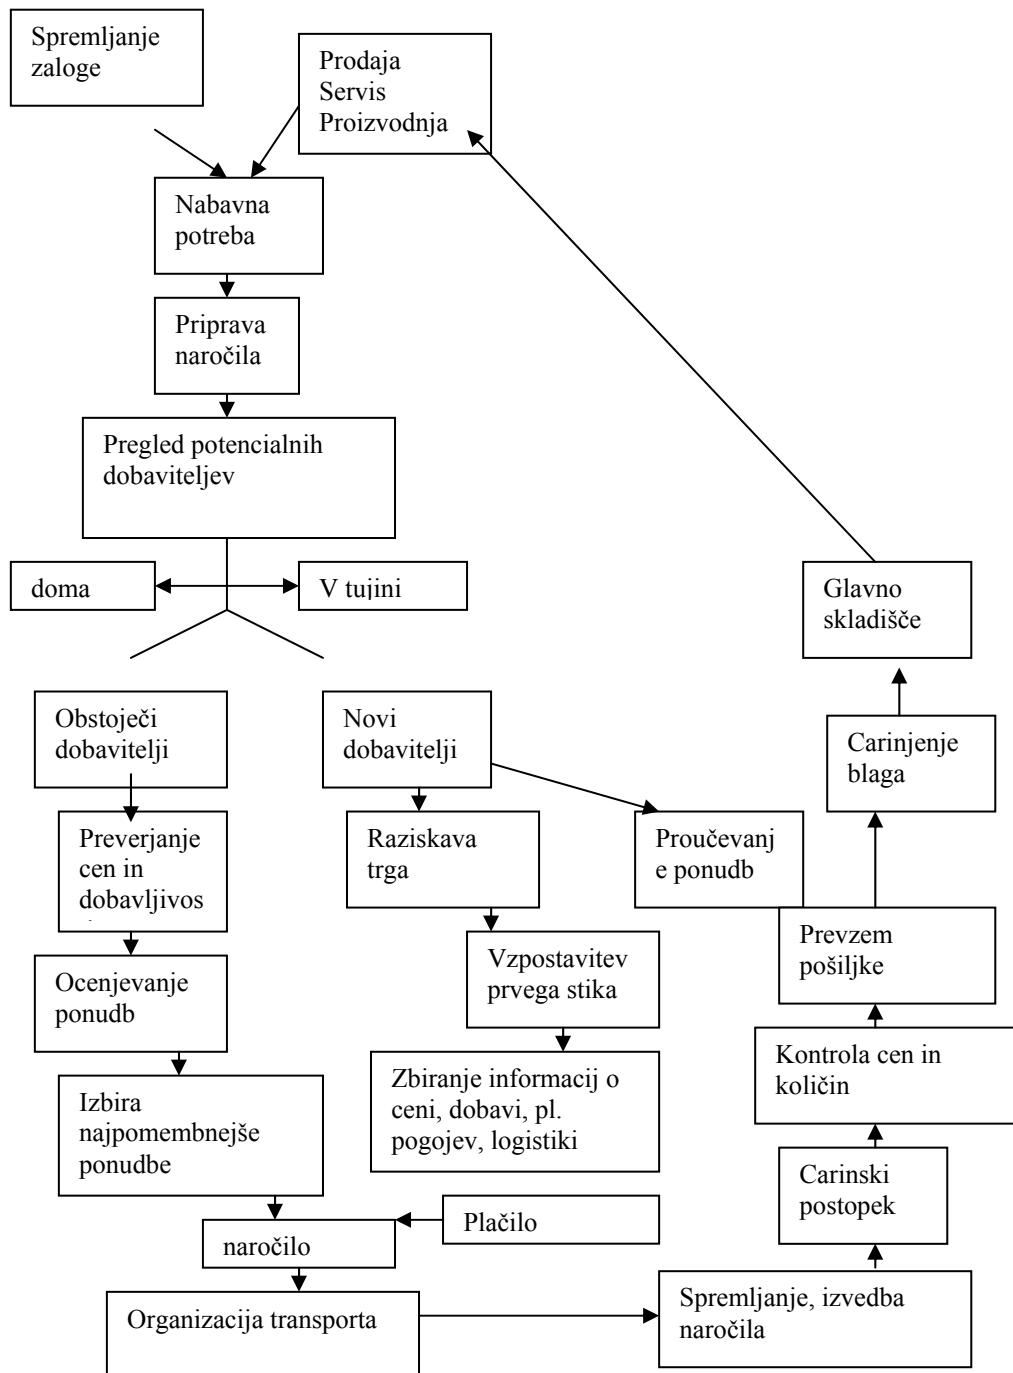 Spremljanje
zaloge
Prodaja
Servis
Proizvodnja
Nabavna
potreba
Priprava
naročila
Pregled potencialnih
dobaviteljev
doma
V tujini
Glavno
skladišče
Obstoječi
dobavitelji
Novi
dobavitelji
Carinjenje
blaga
Preverjanje
cen in
dobavljivos
Raziskava
trga
Proučevanj
e ponudb
Prevzem
pošiljke
Vzpostavitev
prvega stika
Ocenjevanje
ponudb
Kontrola cen in
količin
Zbiranje informacij o
ceni, dobavi, pl.
pogojev, logistiki
Izbira
najpomembnejše
ponudbe
Carinski
postopek
Plačilo
naročilo
Spremljanje, izvedba
naročila
Organizacija transporta